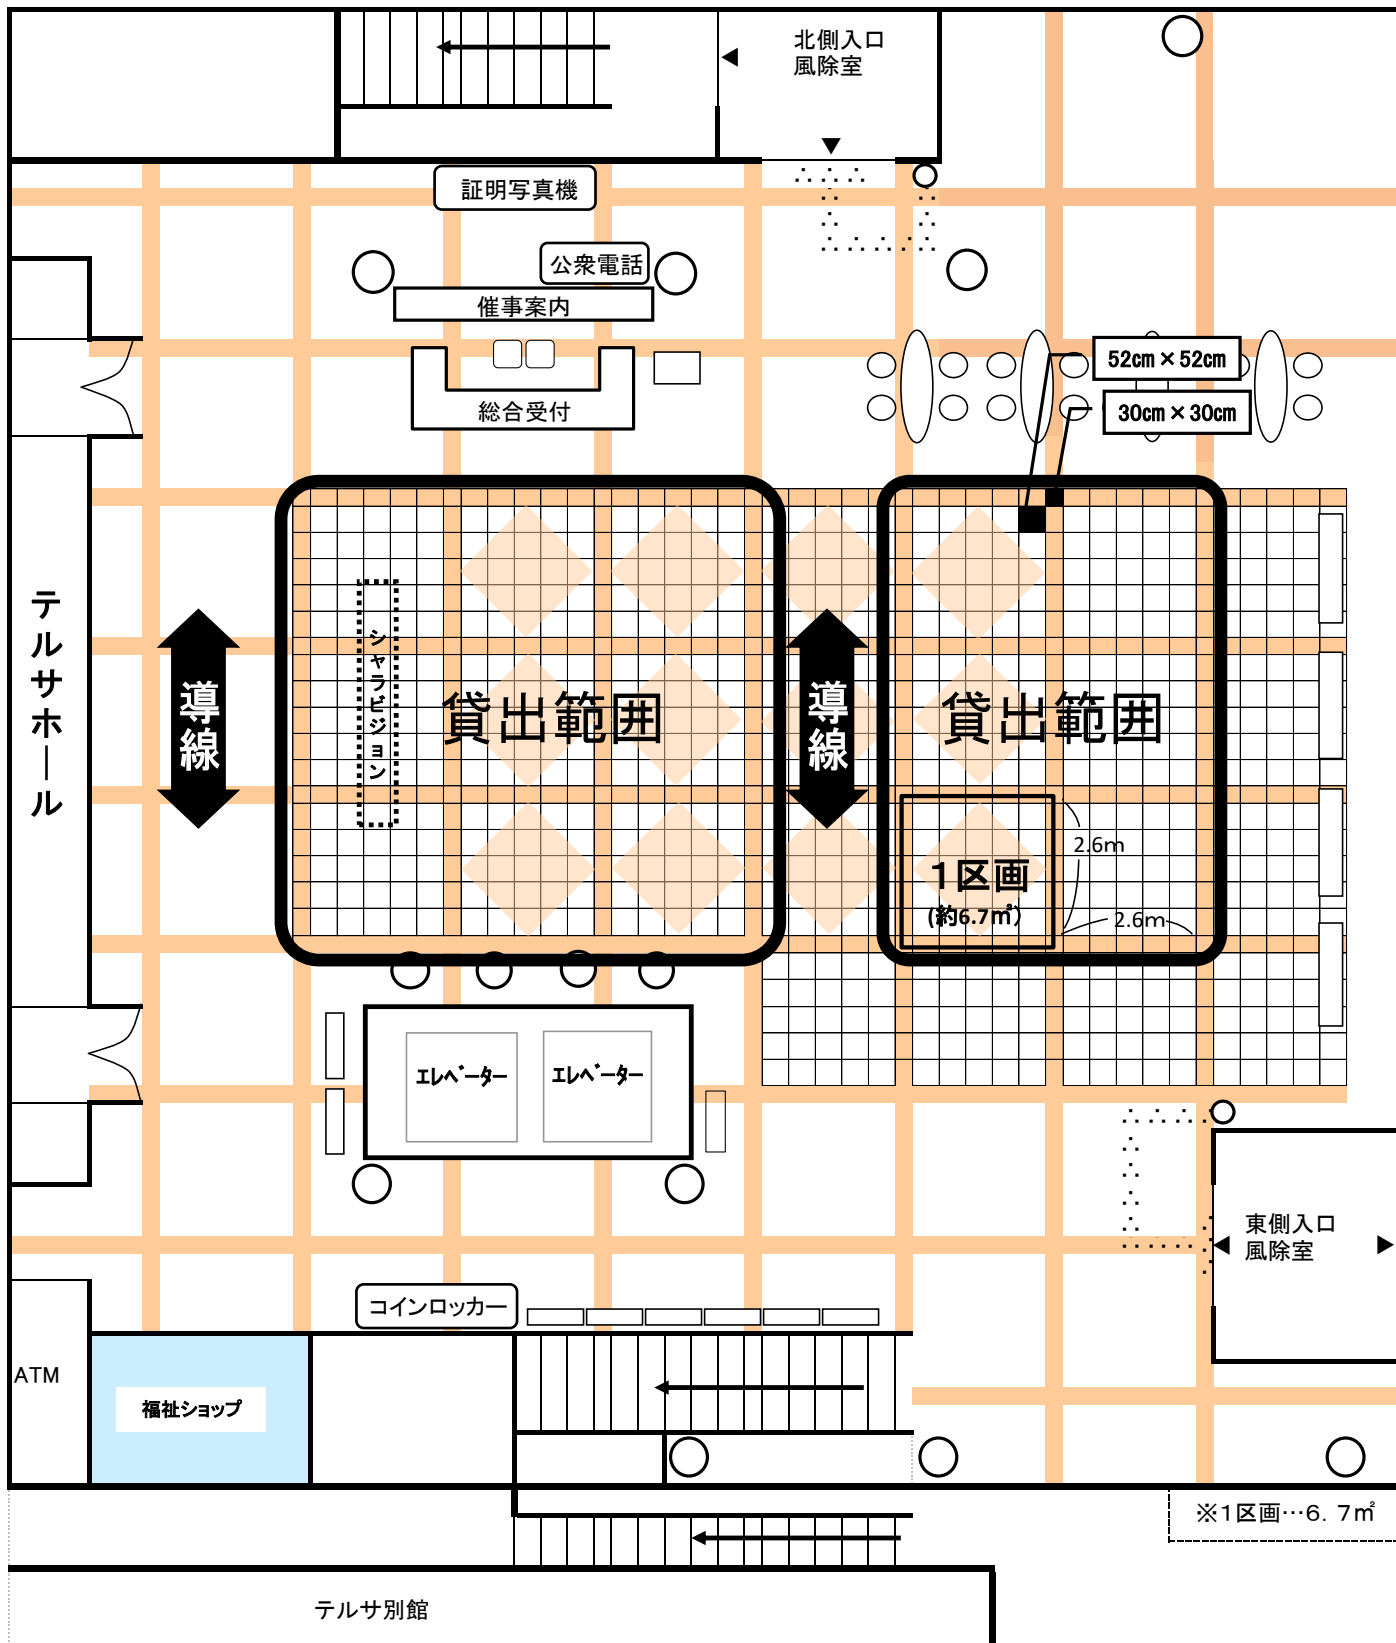 北側入口
風除室
証明写真機
公衆電話
催事案内
総合受付
52cm×52cm
30cm×30cm
テルサホール
導線
シャラビジョン
貸出範囲
導線
貸出範囲
1区画
(約6.7㎡)
2.6m
2.6m
エレベーター
エレベーター
東側入口
風除室
コインロッカー
ATM
福祉ショップ
※1区画…6.7㎡
テルサ別館